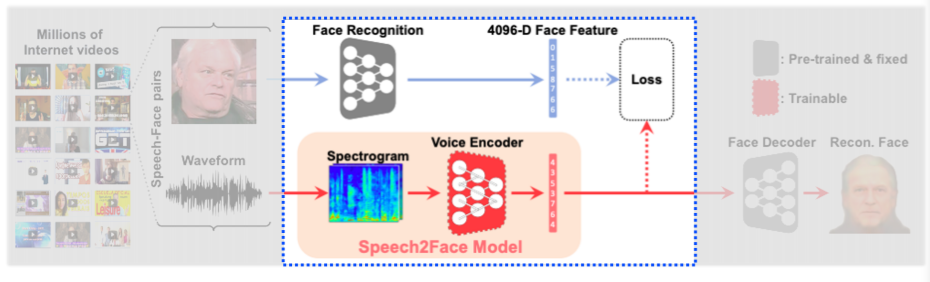 Millions of
Internet videos
Speech-Face pairs
Waveform
Face Recognition
4096-D Face Feature
0
1
5
8
7
6
6
Loss
Spectrogram
Voice Encoder
4
3
5
3
7
6
4
Speech2Face Model
: Pre-trained & fixed
: Trainable
Face Decoder
Recon. Face